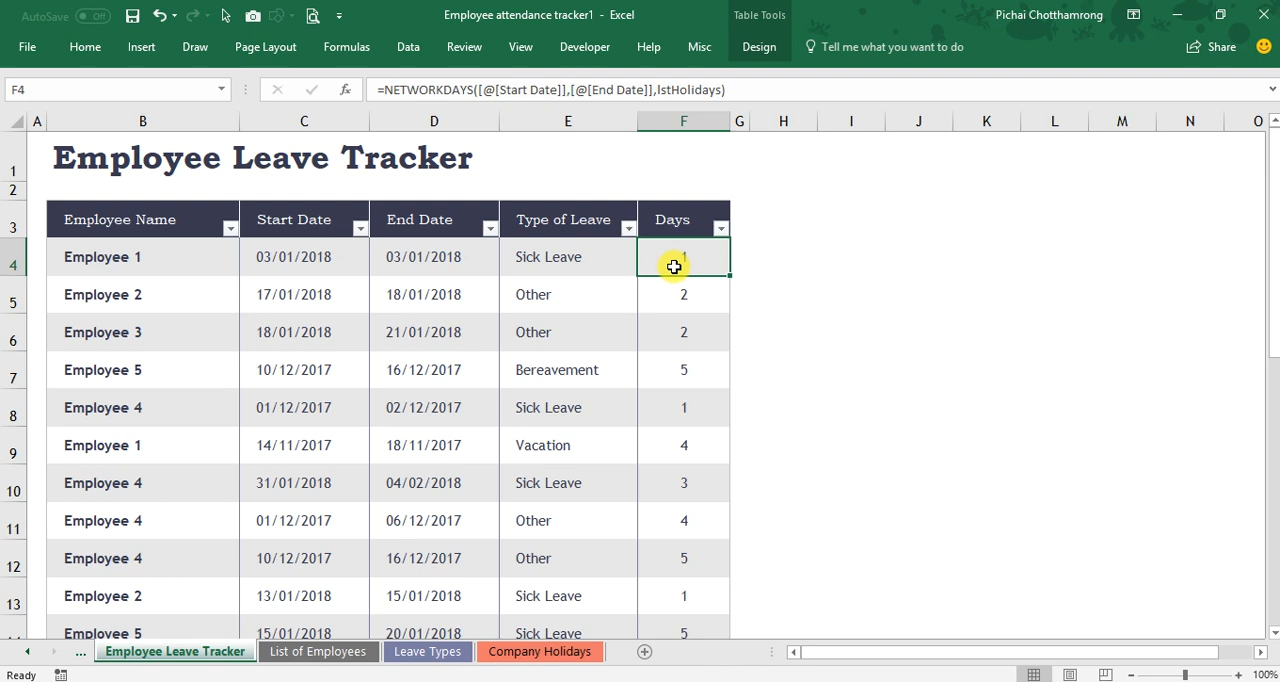 AutoSave Off Employee attendance tracker1 - Excel Table Tools Pichai Chotthamrong
File Home Insert Draw Page Layout Formulas Data Review View Developer Help Misc Design Tell me what you want to do Share
F4 fx =NETWORKDAYS([@[Start Date]],[@[End Date]],lstHolidays)
A B C D E F G H I J K L M N O
1 Employee Leave Tracker
2
3 Employee Name Start Date End Date Type of Leave Days
4 Employee 1 03/01/2018 03/01/2018 Sick Leave 1
5 Employee 2 17/01/2018 18/01/2018 Other 2
6 Employee 3 18/01/2018 21/01/2018 Other 2
7 Employee 5 10/12/2017 16/12/2017 Bereavement 5
8 Employee 4 01/12/2017 02/12/2017 Sick Leave 1
9 Employee 1 14/11/2017 18/11/2017 Vacation 4
10 Employee 4 31/01/2018 04/02/2018 Sick Leave 3
11 Employee 4 01/12/2017 06/12/2017 Other 4
12 Employee 4 10/12/2017 16/12/2017 Other 5
13 Employee 2 13/01/2018 15/01/2018 Sick Leave 1
Employee 5 15/01/2018 20/01/2018 Sick Leave 5
... Employee Leave Tracker List of Employees Leave Types Company Holidays
Ready 100%